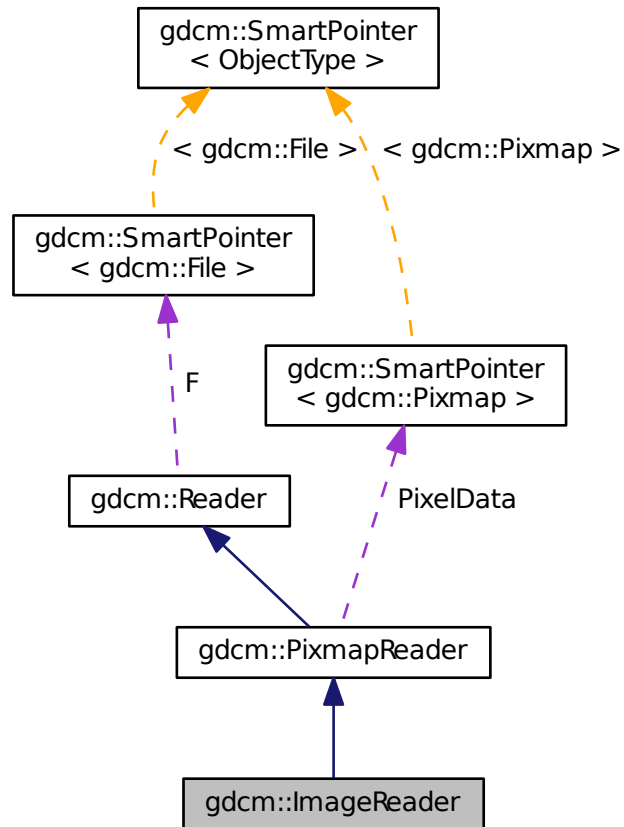 gdcm::SmartPointer
< ObjectType >
< gdcm::File >
< gdcm::Pixmap >
gdcm::SmartPointer
< gdcm::File >
gdcm::SmartPointer
< gdcm::Pixmap >
F
gdcm::Reader
PixelData
gdcm::PixmapReader
gdcm::ImageReader